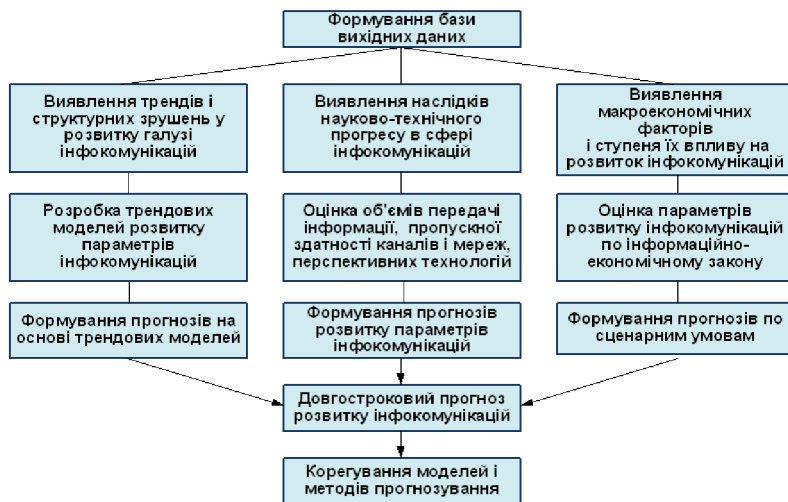 Формування бази
вихідних даних
Виявлення трендів і
структурних зрушень у
розвитку галузі
інфокомунікацій
Виявлення наслідків
науково-технічного
прогресу в сфері
інфокомунікацій
Виявлення
макроекономічних
факторів
і ступеня їх впливу на
розвиток інфокомунікацій
Розробка трендових
моделей розвитку
параметрів
інфокомунікацій
Оцінка об'ємів передачі
інформації, пропускної
здатності каналів і мереж,
перспективних технологій
Оцінка параметрів
розвитку інфокомунікацій
по інформаційно-
економічному закону
Формування прогнозів на
основі трендових моделей
Формування прогнозів
розвитку параметрів
інфокомунікацій
Формування прогнозів по
сценарним умовам
Довгостроковий прогноз
розвитку інфокомунікацій
Корегування моделей і
методів прогнозування